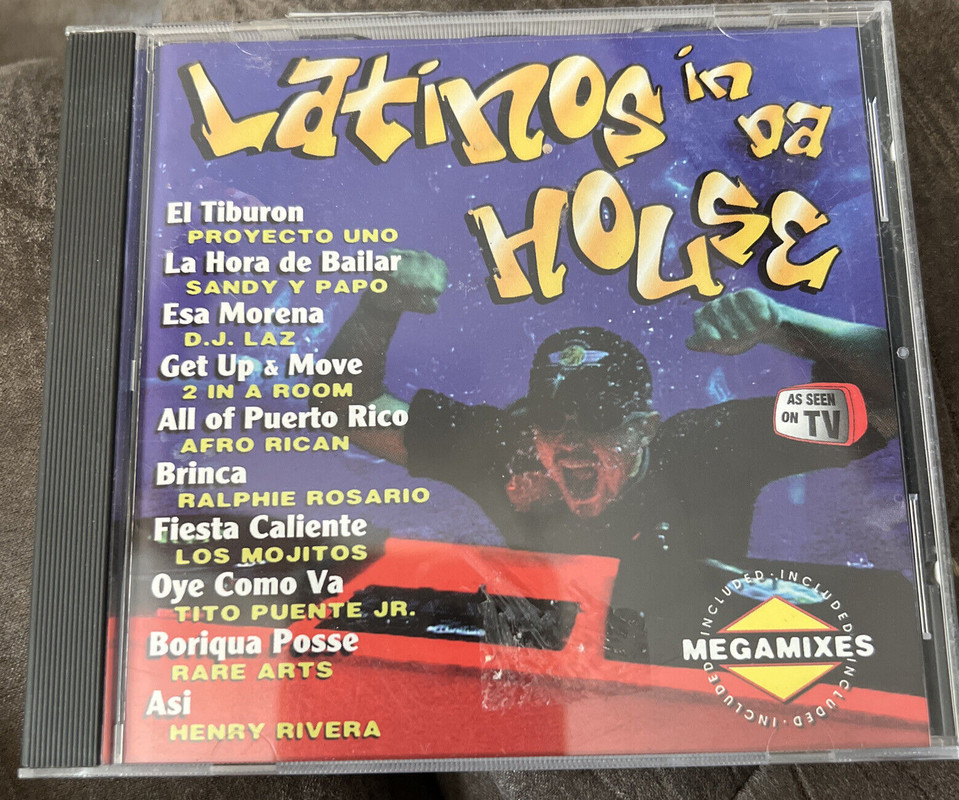 Latinos in
da
House
El Tiburon
PROYECTO UNO
La Hora de Bailar
SANDY Y PAPO
Esa Morena
D.J. LAZ
Get Up & Move
2 IN A ROOM
All of Puerto Rico
AFRO RICAN
Brinca
RALPHIE ROSARIO
Fiesta Caliente
LOS MOJITOS
Oye Como Va
TITO PUENTE JR.
Boriqua Posse
RARE ARTS
Asi
HENRY RIVERA
AS SEEN
ON TV
INCLUDED · INCLUDED · INCLUDED · INCLUDED
MEGAMIXES